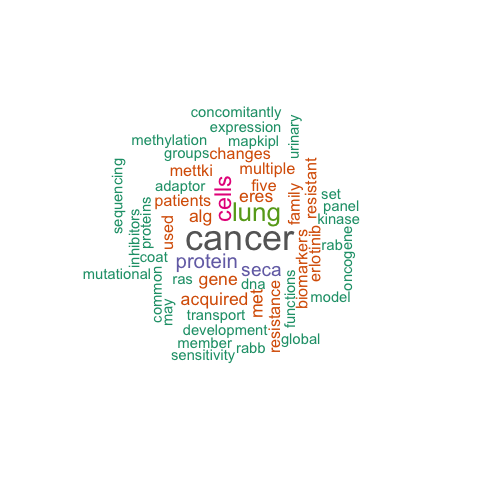 concomitantly
expression
urinary
methylation
mapkipl
groups
changes
sequencing
mettki
multiple
resistant
adaptor
cells
five
family
set
patients
eres
panel
proteins
alg
lung
kinase
inhibitors
used
cancer
biomarkers
erlotinib
rab
oncogene
coat
protein
seca
mutational
common
ras
gene
dna
functions
may
acquired
met
resistance
model
transport
development
global
member
rabb
sensitivity